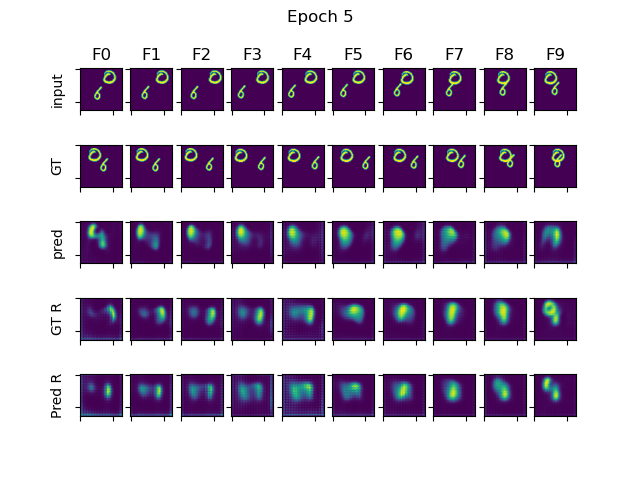 Epoch 5
F0 F1 F2 F3 F4 F5 F6 F7 F8 F9
input
GT
pred
GT R
Pred R